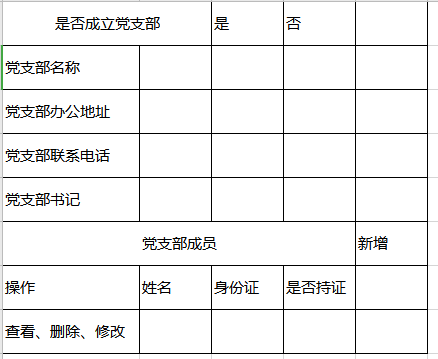 是否成立党支部 是 否
党支部名称
党支部办公地址
党支部联系电话
党支部书记
党支部成员 新增
操作 姓名 身份证 是否持证
查看、删除、修改